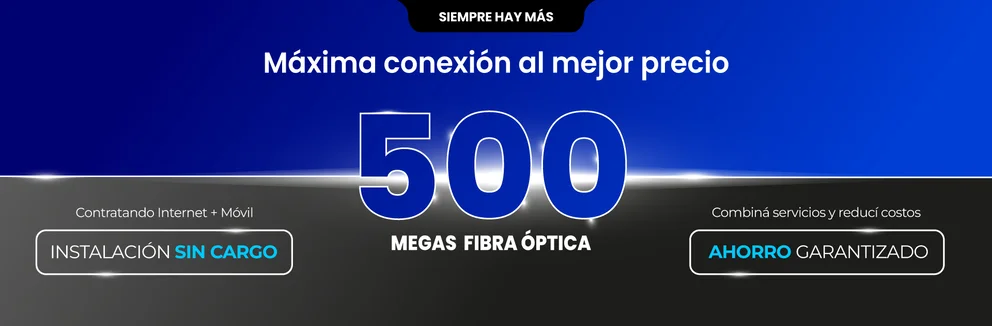 SIEMPRE HAY MÁS
Máxima conexión al mejor precio
500
MEGAS FIBRA ÓPTICA
Contratando Internet + Móvil
INSTALACIÓN SIN CARGO
Combiná servicios y reducí costos
AHORRO GARANTIZADO